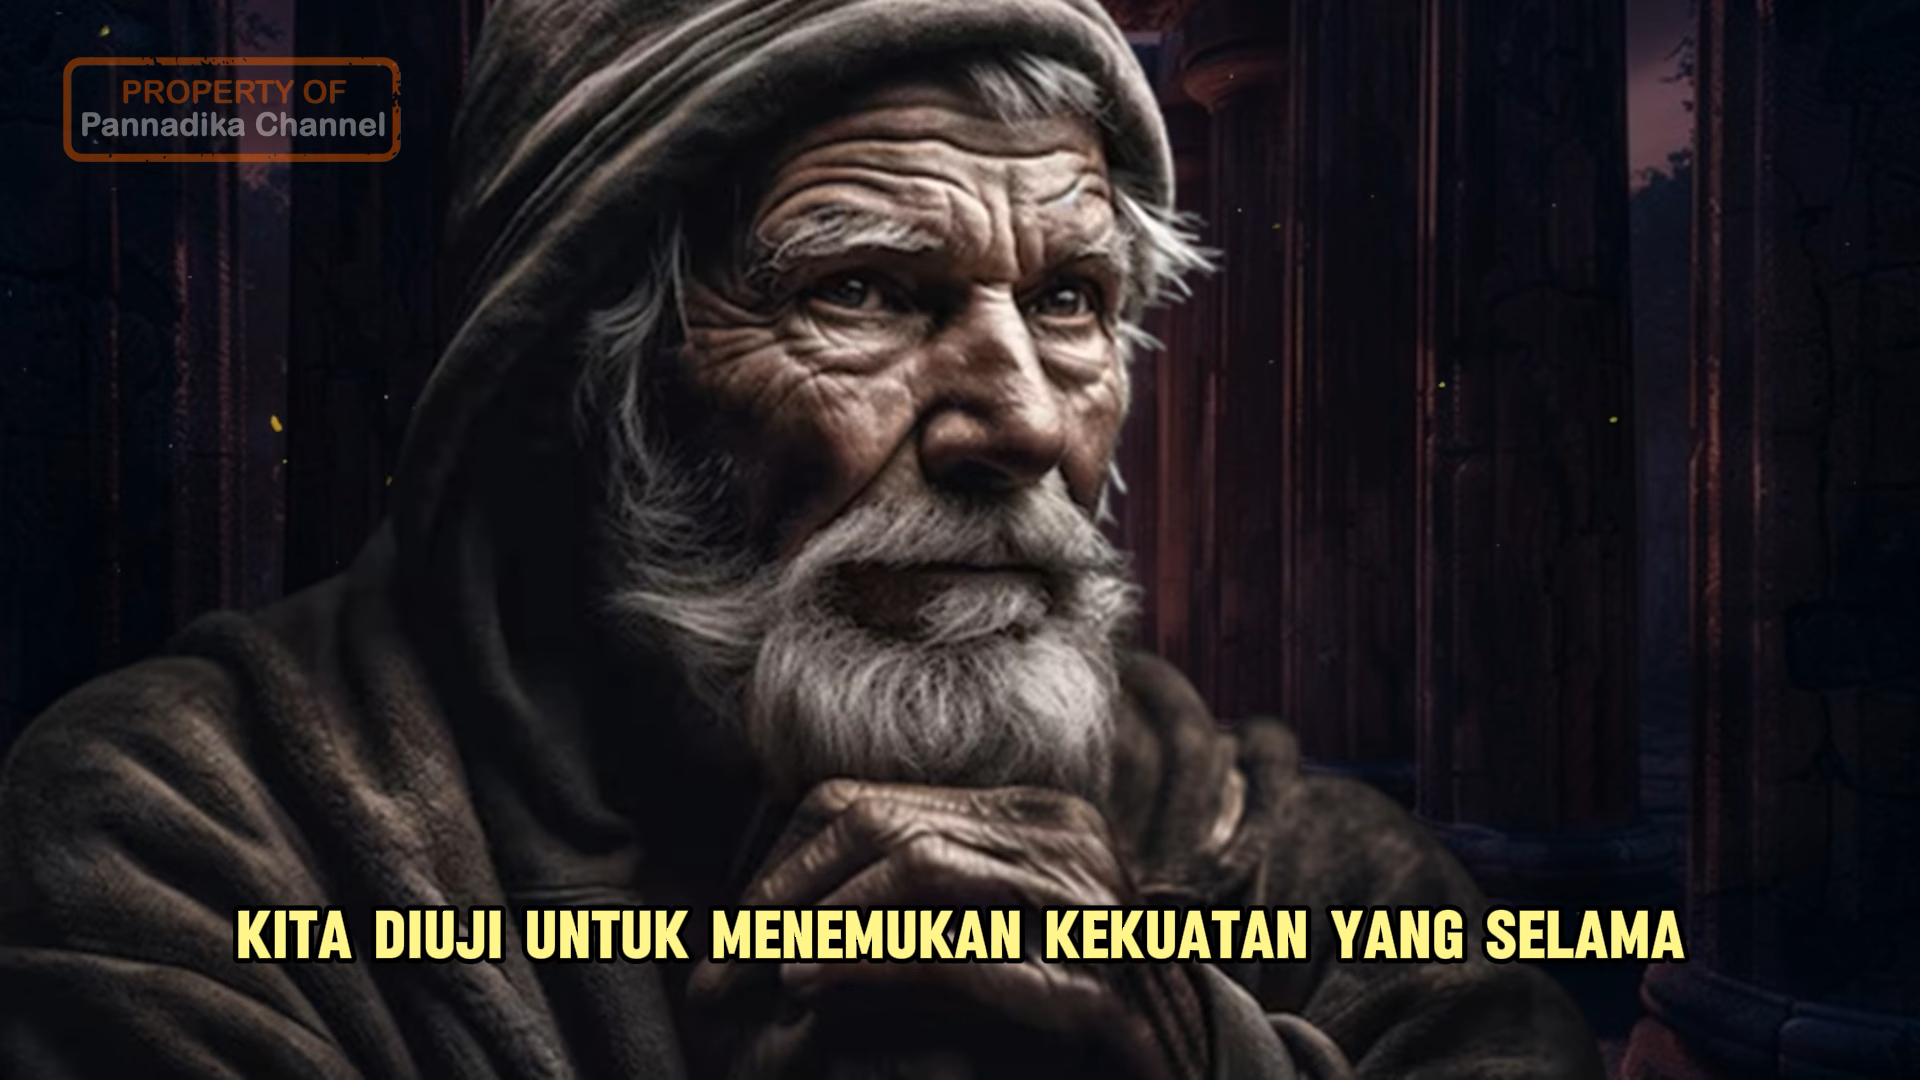 PROPERTY OF
Pannadika Channel
KITA DIUJI UNTUK MENEMUKAN KEKUATAN YANG SELAMA